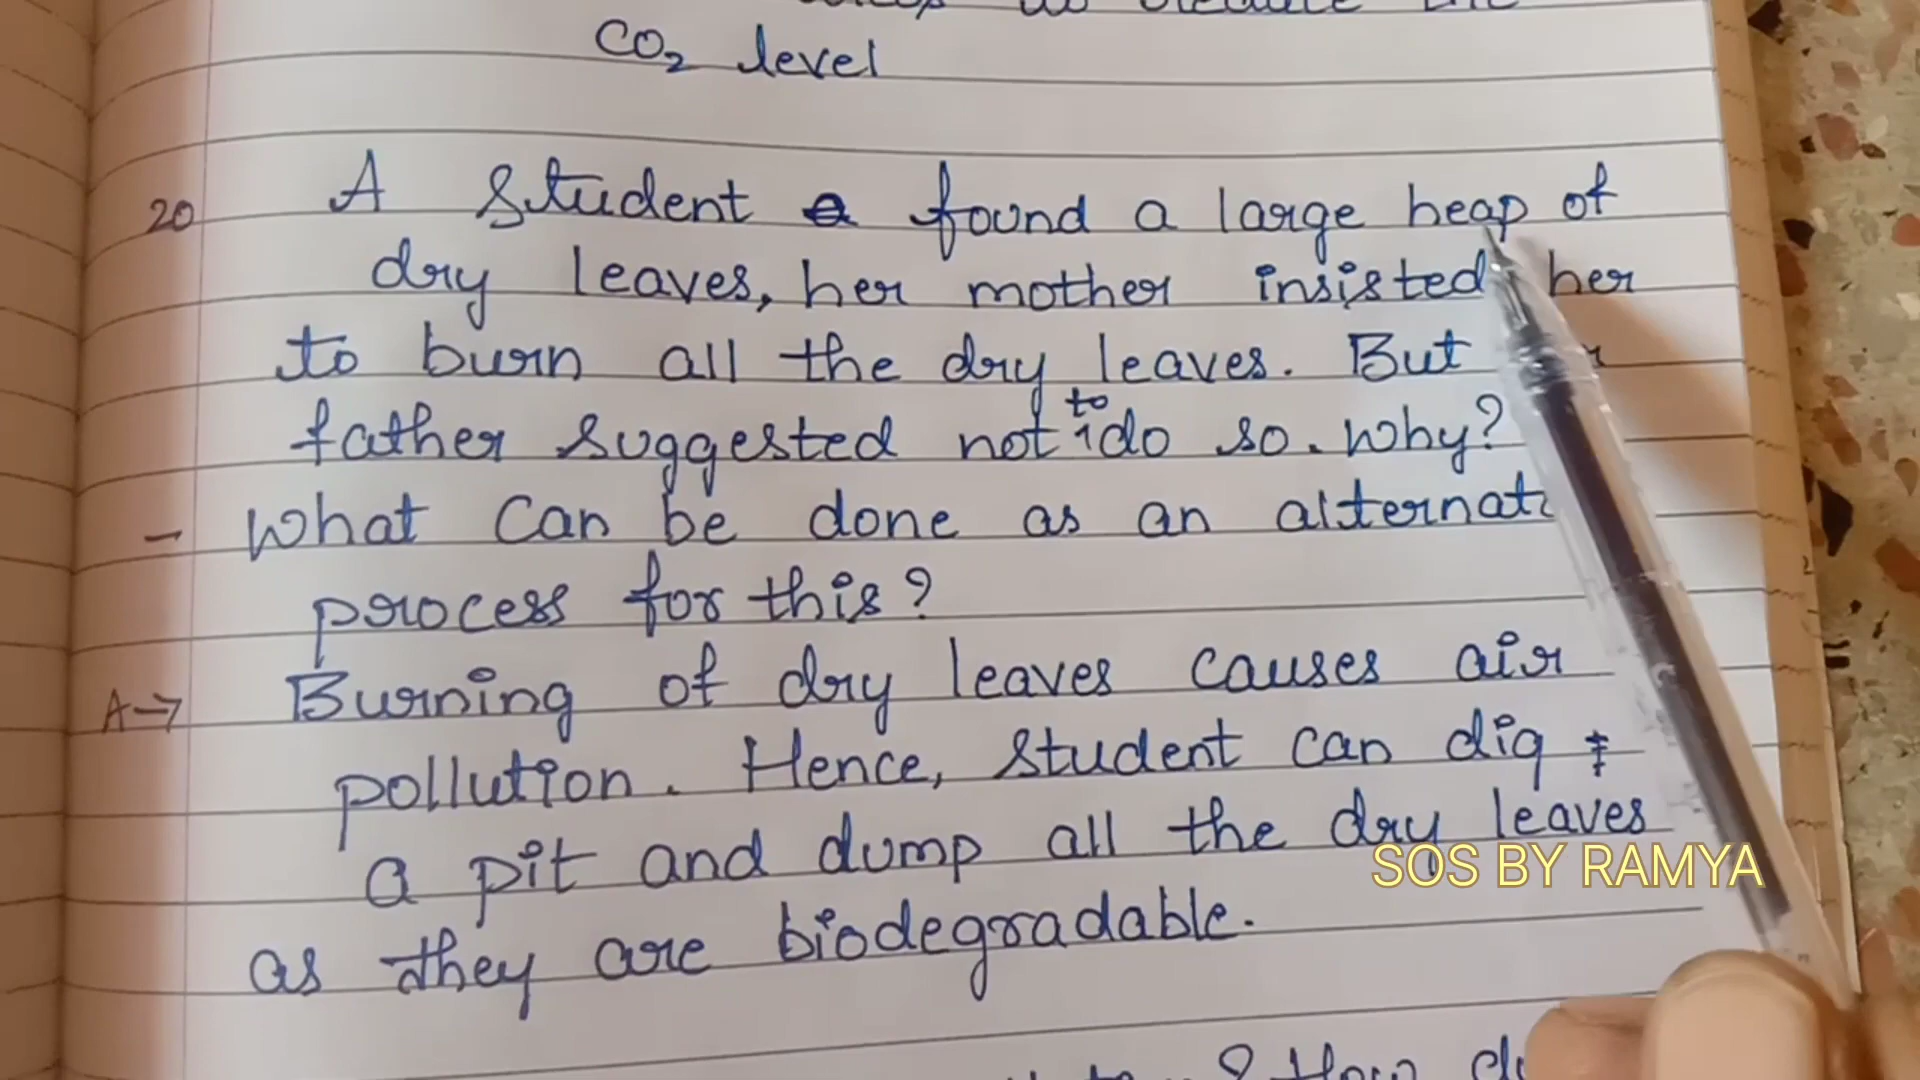 CO₂ level
20 A student found a large heap of
dry leaves, her mother insisted her
to burn all the dry leaves. But
father suggested not to do so. Why?
- What can be done as an
process for this?
A→ Burning of dry leaves causes air
pollution. Hence, student can dig
a pit and dump all the dry leaves
SOS BY RAMYA
as they are biodegradable.